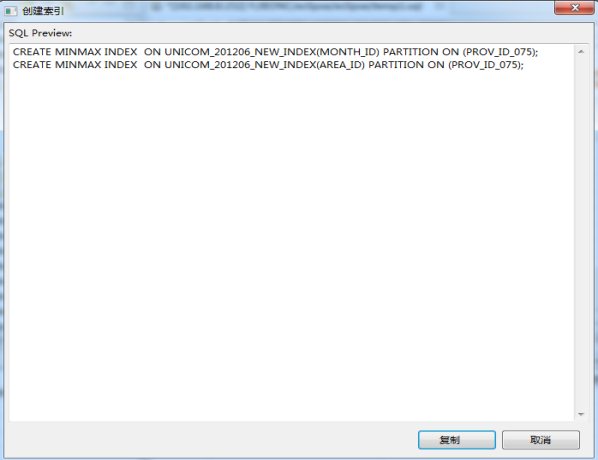 创建索引
SQL Preview:
CREATE MINMAX INDEX  ON UNICOM_201206_NEW_INDEX(MONTH_ID) PARTITION ON (PROV_ID_075);
CREATE MINMAX INDEX  ON UNICOM_201206_NEW_INDEX(AREA_ID) PARTITION ON (PROV_ID_075);
复制
取消